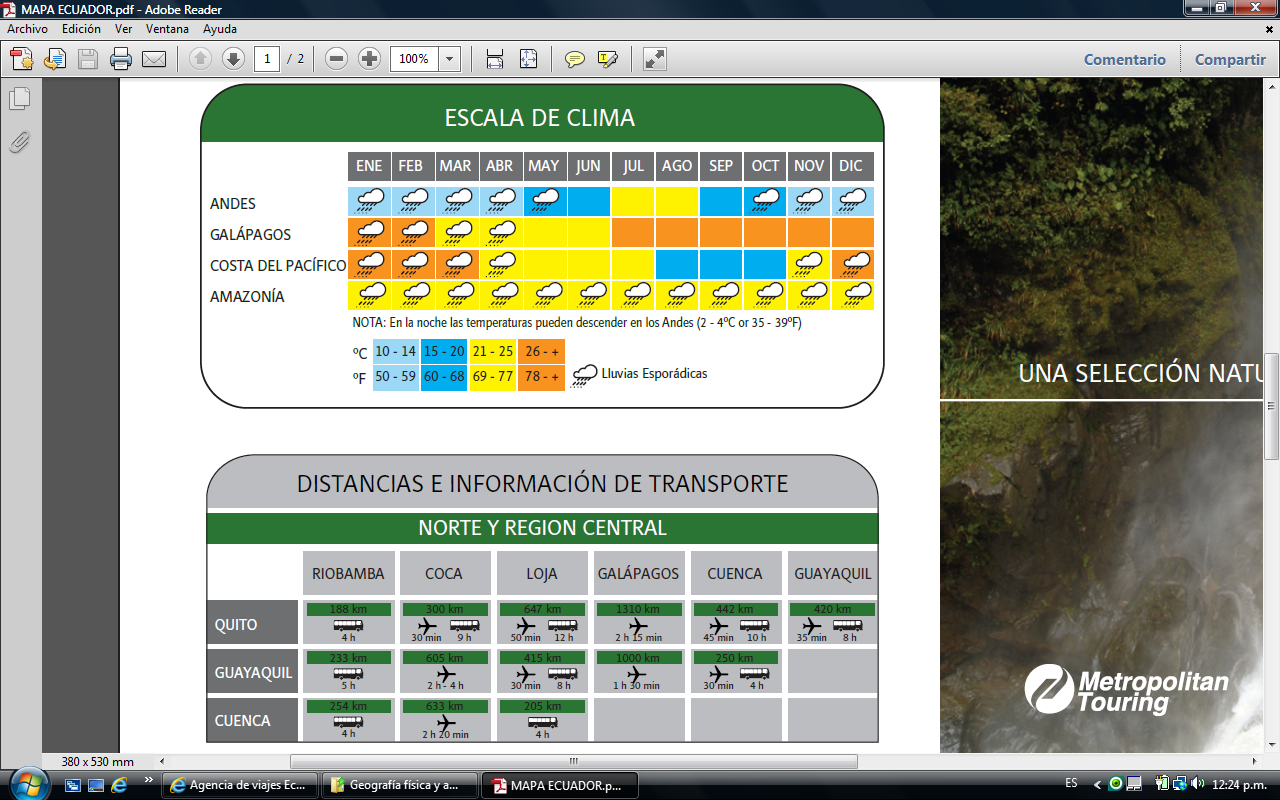 MAPA ECUADOR.pdf - Adobe Reader
Archivo Edición Ver Ventana Ayuda
1 / 2 100% Comentario Compartir
ESCALA DE CLIMA
ENE FEB MAR ABR MAY JUN JUL AGO SEP OCT NOV DIC
ANDES
GALÁPAGOS
COSTA DEL PACÍFICO
AMAZONÍA
NOTA: En la noche las temperaturas pueden descender en los Andes (2 - 4ºC or 35 - 39ºF)
ºC 10 - 14 15 - 20 21 - 25 26 - +
ºF 50 - 59 60 - 68 69 - 77 78 - +
Lluvias Esporádicas
UNA SELECCIÓN NATU
DISTANCIAS E INFORMACIÓN DE TRANSPORTE
NORTE Y REGION CENTRAL
RIOBAMBA COCA LOJA GALÁPAGOS CUENCA GUAYAQUIL
188 km 300 km 647 km 1310 km 442 km 420 km
QUITO
4 h 30 min 9 h 50 min 12 h 2 h 15 min 45 min 10 h 35 min 8 h
233 km 605 km 415 km 1000 km 250 km
GUAYAQUIL
5 h 2 h - 4 h 30 min 8 h 1 h 30 min 30 min 4 h
254 km 633 km 205 km
CUENCA
4 h 2 h 20 min 4 h
Metropolitan
Touring
380 x 530 mm
Agencia de viajes Ec... Geografía física y a... MAPA ECUADOR.p... ES 12:24 p.m.